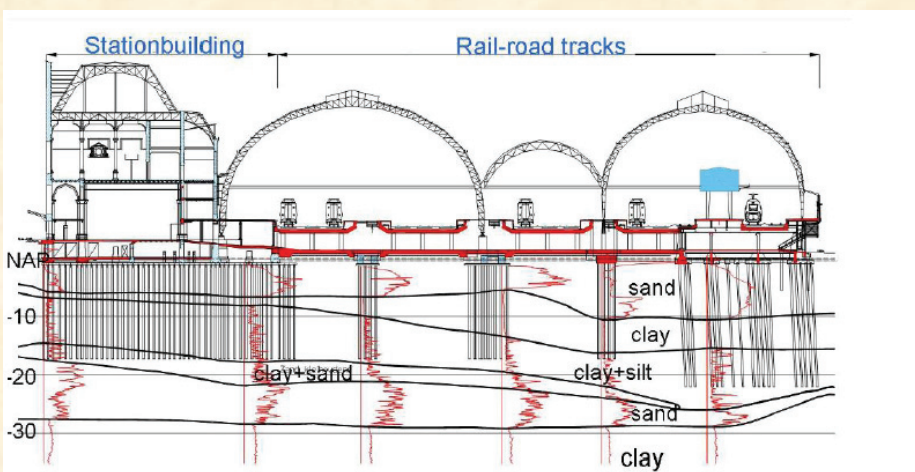 Stationbuilding
Rail-road tracks
NAP
sand
-10
clay
clay+sand
clay+silt
-20
sand
-30
clay